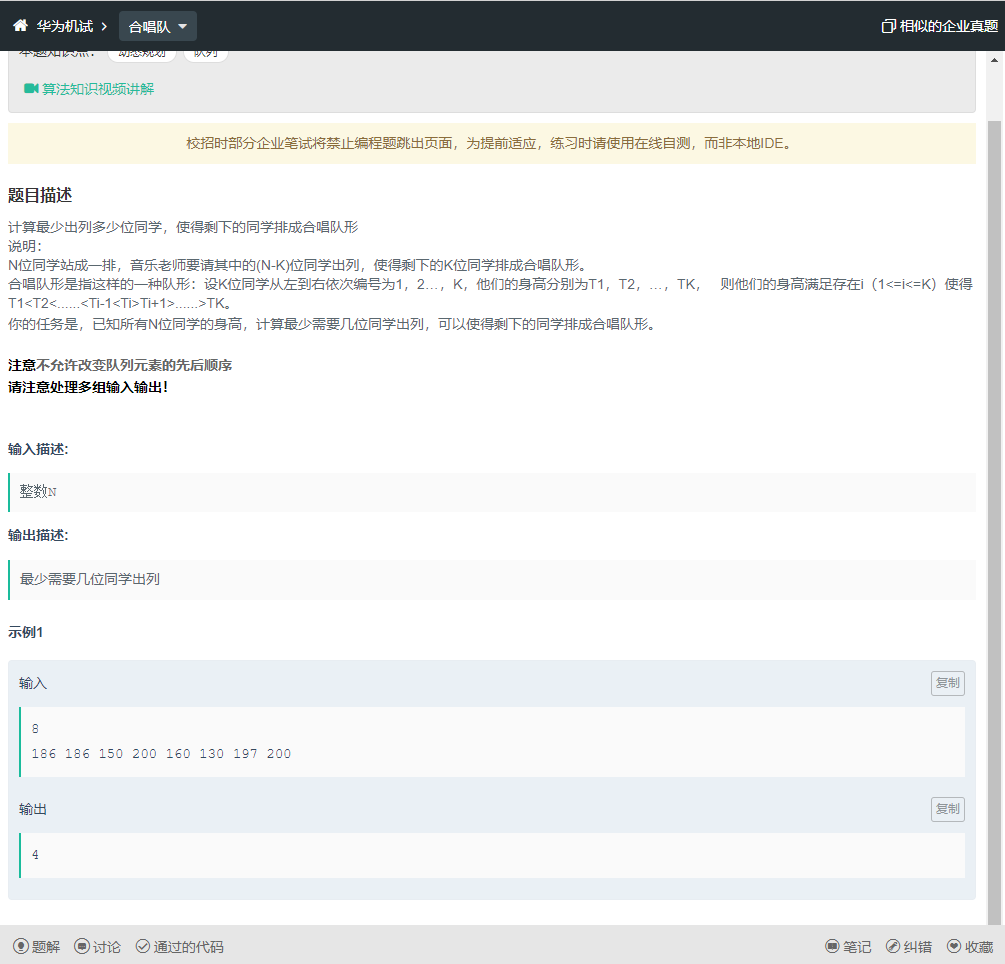 华为机试 合唱队 相似的企业真题
本题知识点： 动态规划 队列
算法知识视频讲解
校招时部分企业笔试将禁止编程题跳出页面，为提前适应，练习时请使用在线自测，而非本地IDE。
题目描述
计算最少出列多少位同学，使得剩下的同学排成合唱队形
说明：
N位同学站成一排，音乐老师要请其中的(N-K)位同学出列，使得剩下的K位同学排成合唱队形。
合唱队形是指这样的一种队形：设K位同学从左到右依次编号为1，2…，K，他们的身高分别为T1，T2，…，TK， 则他们的身高满足存在i（1<=i<=K）使得
T1<T2<......<Ti-1<Ti>Ti+1>......>TK。
你的任务是，已知所有N位同学的身高，计算最少需要几位同学出列，可以使得剩下的同学排成合唱队形。
注意不允许改变队列元素的先后顺序
请注意处理多组输入输出！
输入描述:
整数N
输出描述:
最少需要几位同学出列
示例1
输入 复制
8
186 186 150 200 160 130 197 200
输出 复制
4
题解 讨论 通过的代码 笔记 纠错 收藏